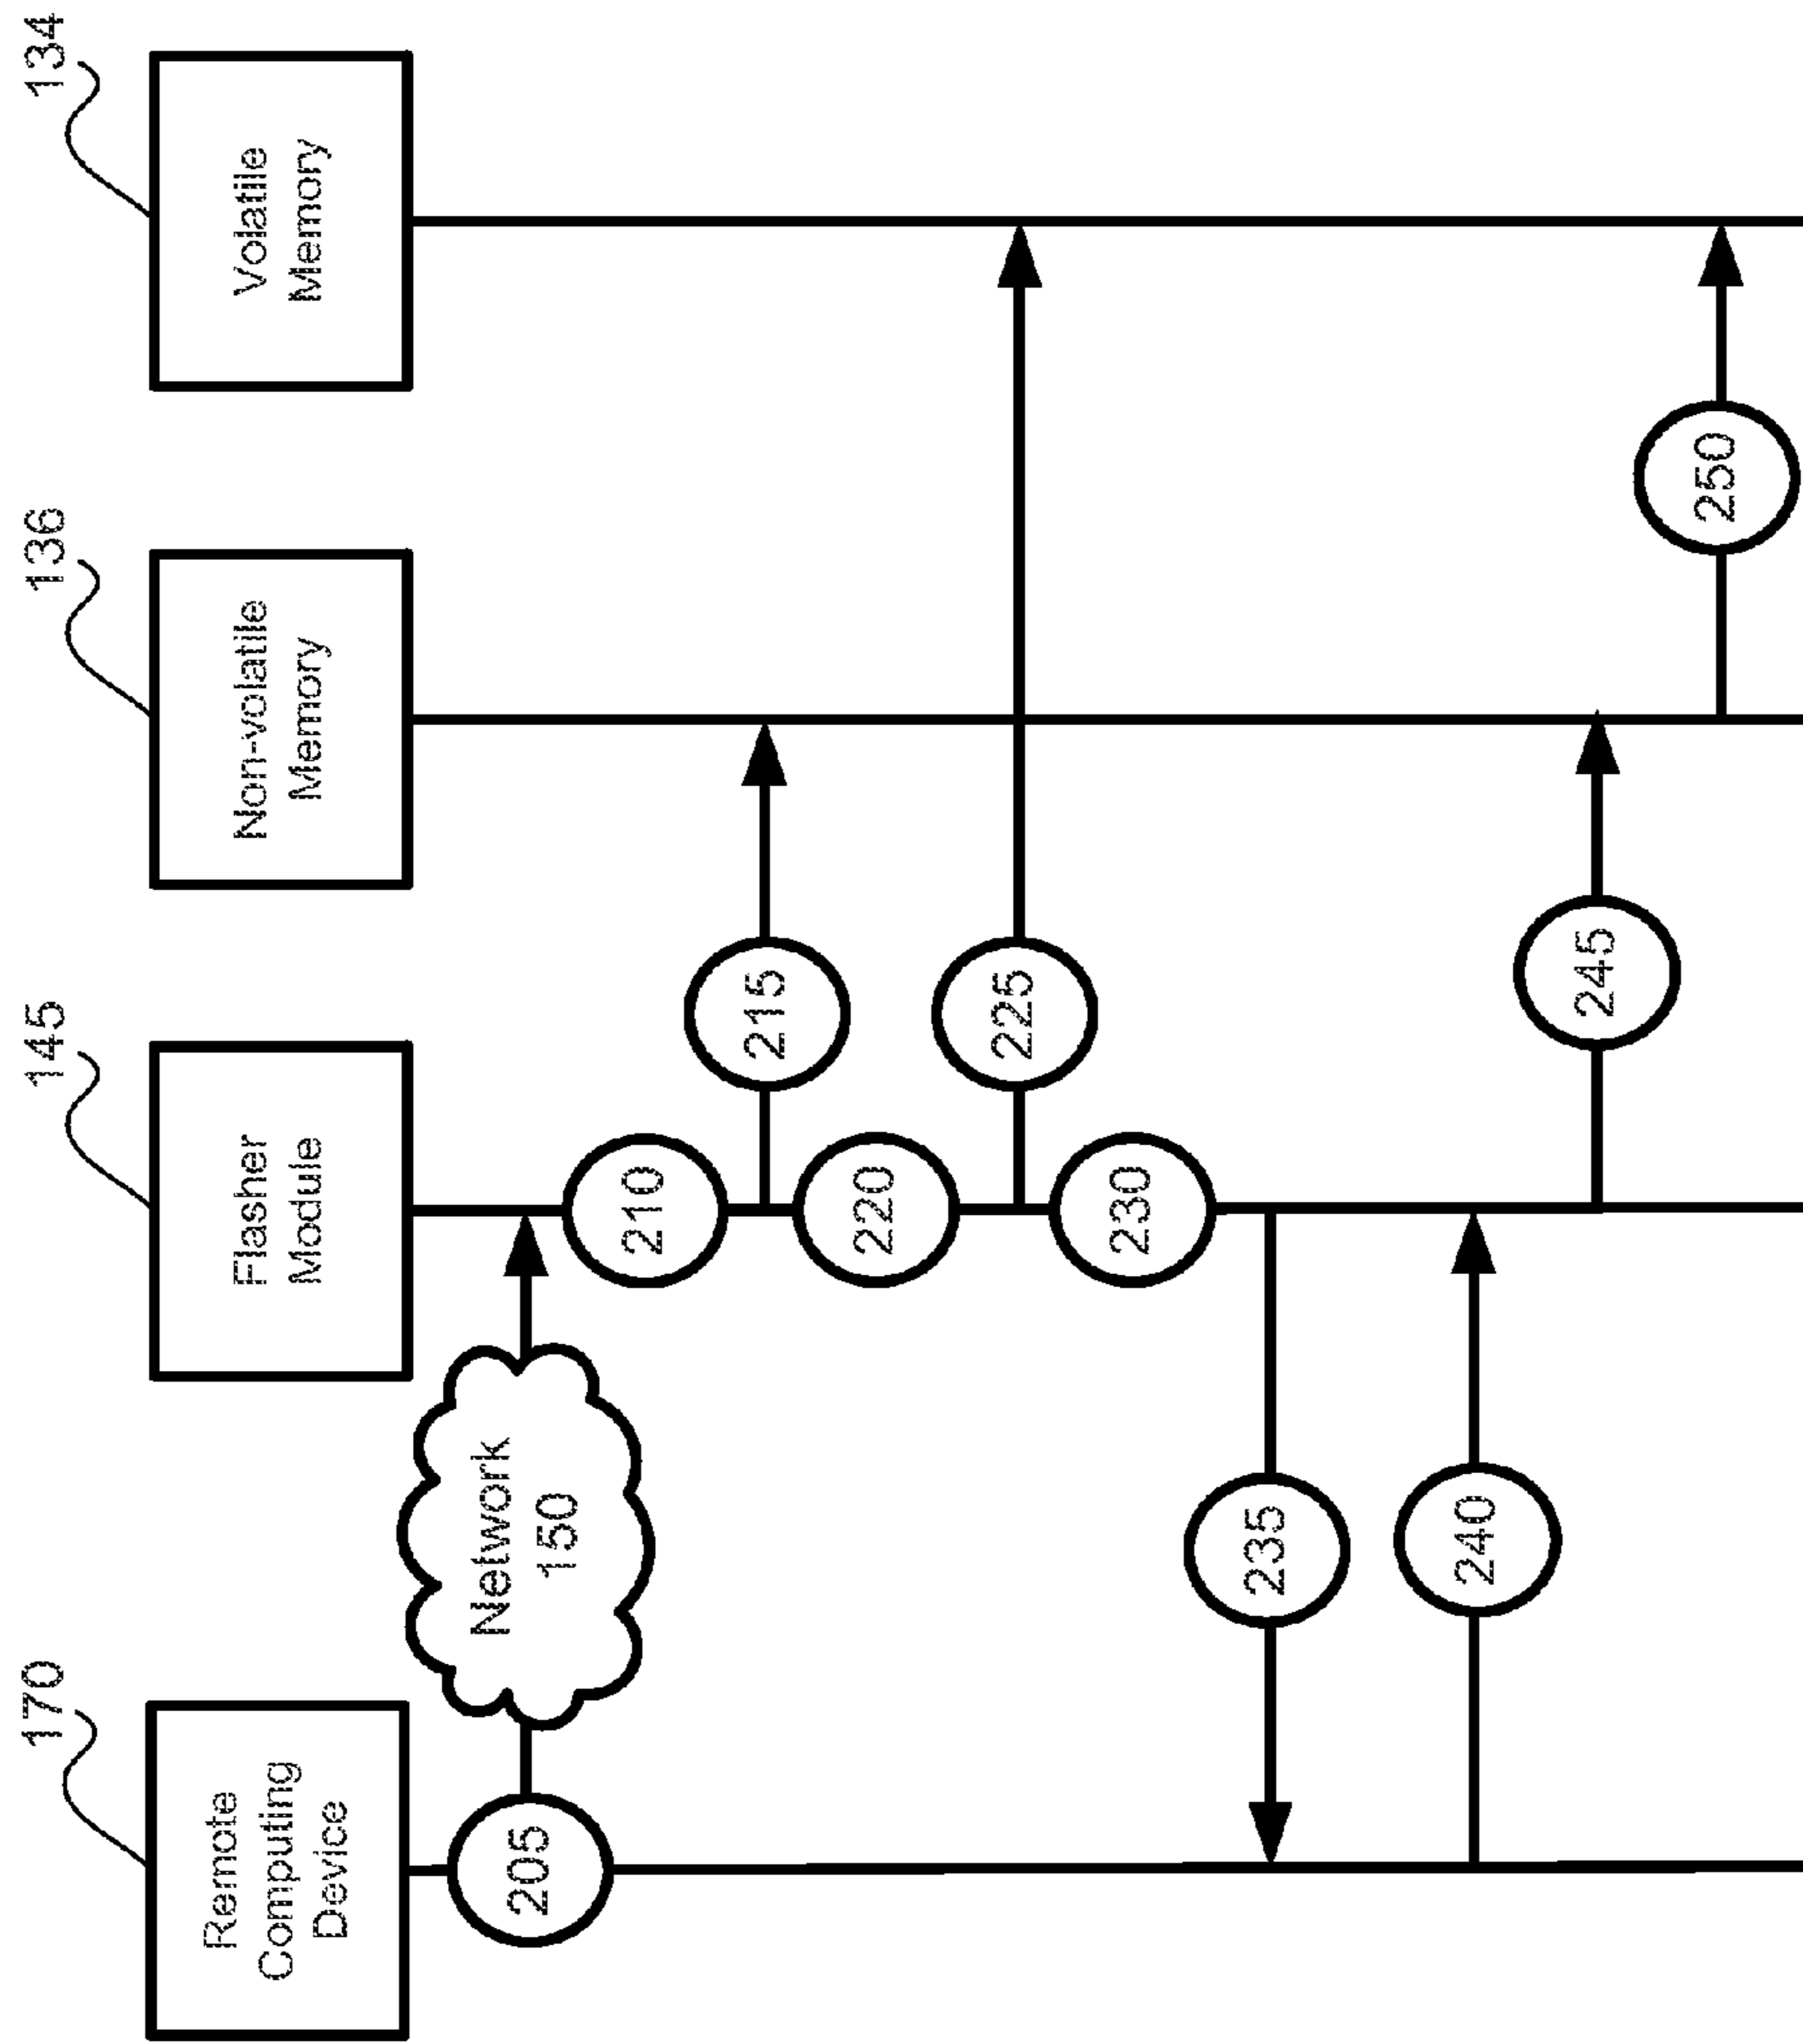 170
145
136
134
Remote
Computing
Device
Flasher
Module
Non-volatile
Memory
Volatile
Memory
205
Network
150
210
215
220
225
230
235
240
245
250